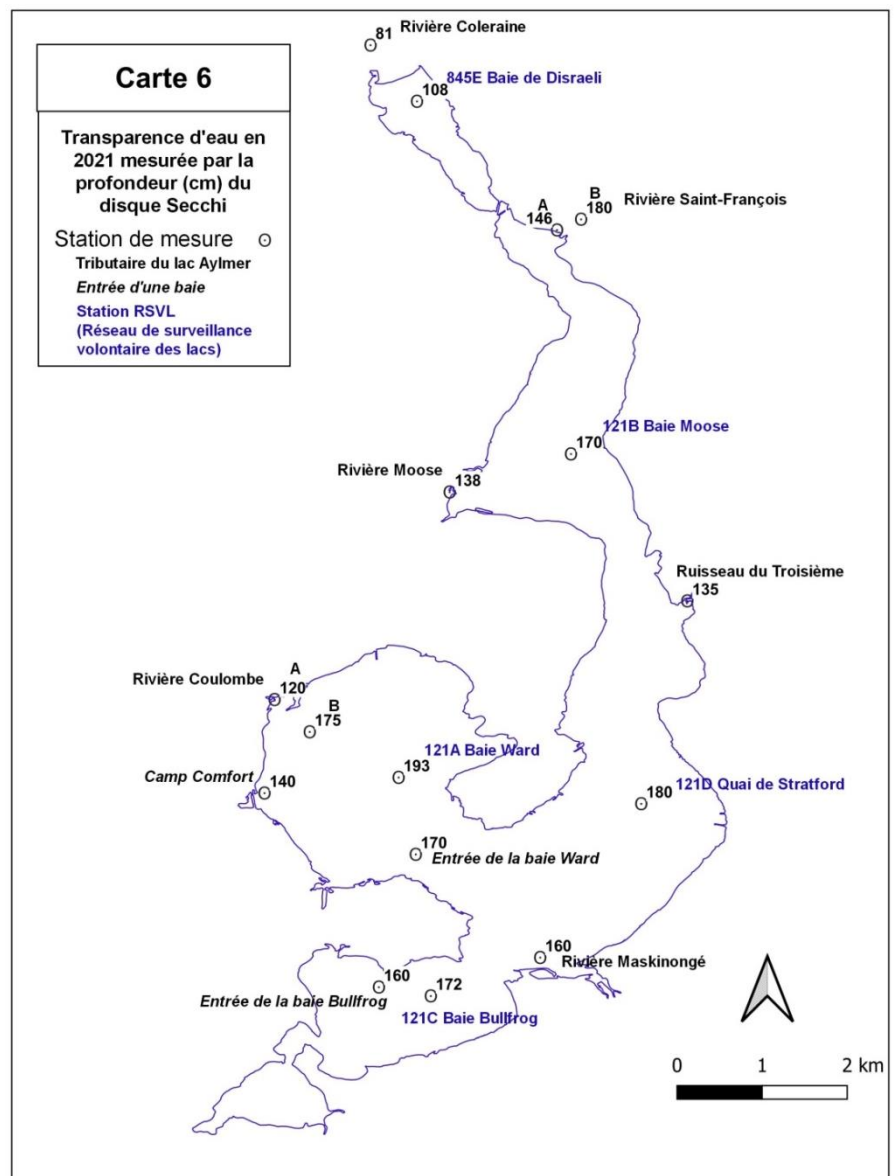 Carte 6
Transparence d'eau en
2021 mesurée par la
profondeur (cm) du
disque Secchi
Station de mesure
Tributaire du lac Aylmer
Entrée d'une baie
Station RSVL
(Réseau de surveillance
volontaire des lacs)
81 Rivière Coleraine
845E Baie de Disraeli
108
A
146
B
180
Rivière Saint-François
121B Baie Moose
170
Rivière Moose
138
Ruisseau du Troisième
135
Rivière Coulombe
A
120
B
175
121A Baie Ward
193
Camp Comfort
140
121D Quai de Stratford
180
170
Entrée de la baie Ward
160
Rivière Maskinongé
160
Entrée de la baie Bullfrog
172
121C Baie Bullfrog
0 1 2 km